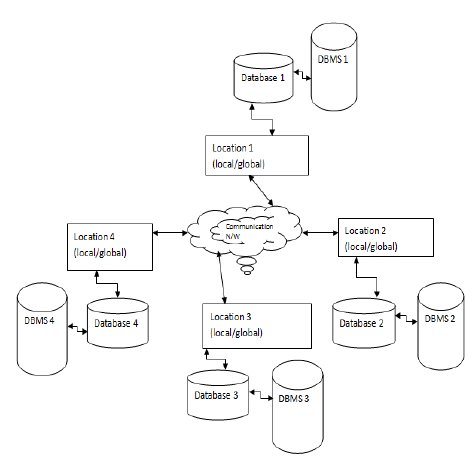 DBMS 1
Database 1
Location 1
(local/global)
Communication
N/W
Location 4
(local/global)
Location 2
(local/global)
DBMS 4
Database 4
Location 3
(local/global)
Database 2
DBMS 2
Database 3
DBMS 3